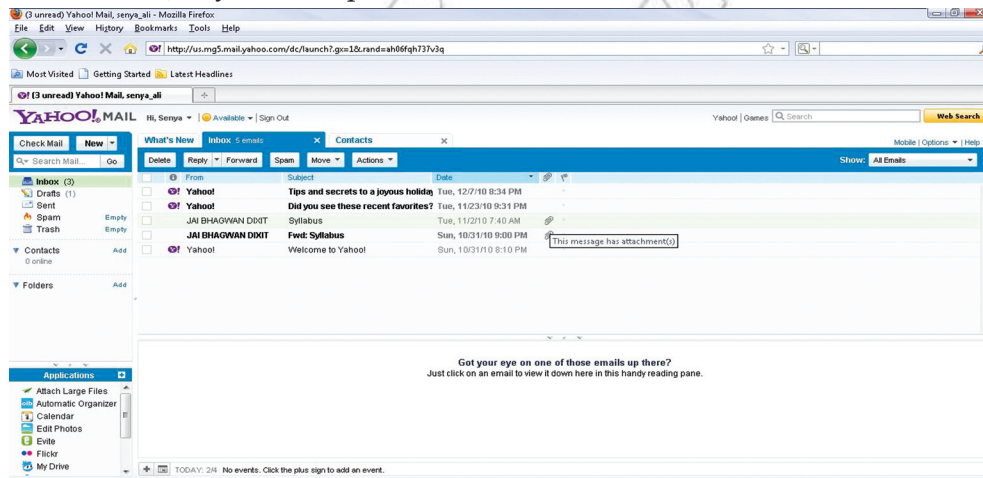 (3 unread) Yahoo! Mail, senya_ali - Mozilla Firefox
File Edit View History Bookmarks Tools Help
http://us.mg5.mail.yahoo.com/dc/launch?.gx=1&.rand=ah06fqh737v3q
Most Visited Getting Started Latest Headlines
(3 unread) Yahoo! Mail, senya_ali
YAHOO! MAIL Hi, Senya Available Sign Out Yahoo! Games Search Web Search
Check Mail New What's New Inbox 5 emails Contacts Mobile | Options | Help
Search Mail... Go Delete Reply Forward Spam Move Actions Show: All Emails
Inbox (3) From Subject Date
Drafts (1) Yahoo! Tips and secrets to a joyous holiday Tue, 12/7/10 8:34 PM
Sent Yahoo! Did you see these recent favorites? Tue, 11/23/10 9:31 PM
Spam Empty JAI BHAGWAN DIXIT Syllabus Tue, 11/2/10 7:40 AM
Trash Empty JAI BHAGWAN DIXIT Fwd: Syllabus Sun, 10/31/10 9:00 PM
This message has attachment(s)
Contacts Add Yahoo! Welcome to Yahoo! Sun, 10/31/10 8:10 PM
0 online
Folders Add
Got your eye on one of those emails up there?
Just click on an email to view it down here in this handy reading pane.
Applications
Attach Large Files
Automatic Organizer
Calendar
Edit Photos
Evite
Flickr
My Drive
TODAY: 2/4 No events. Click the plus sign to add an event.